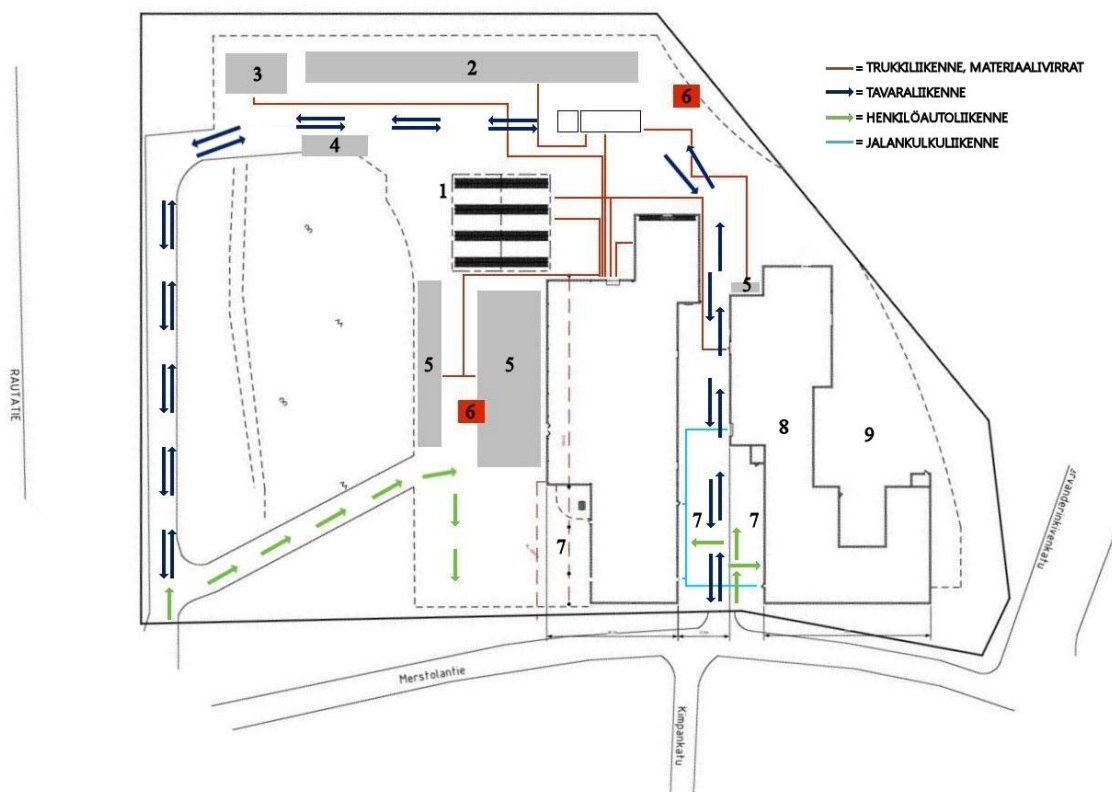 3
2
6
= TRUKKILIIKENNE, MATERIAALIVIRRAT
= TAVARALIIKENNE
= HENKILÖAUTOLIIKENNE
= JALANKULKULIIKENNE
4
1
5
5
5
6
8
9
7
7
7
RAUTATIE
Merstolantie
Kimpankatu